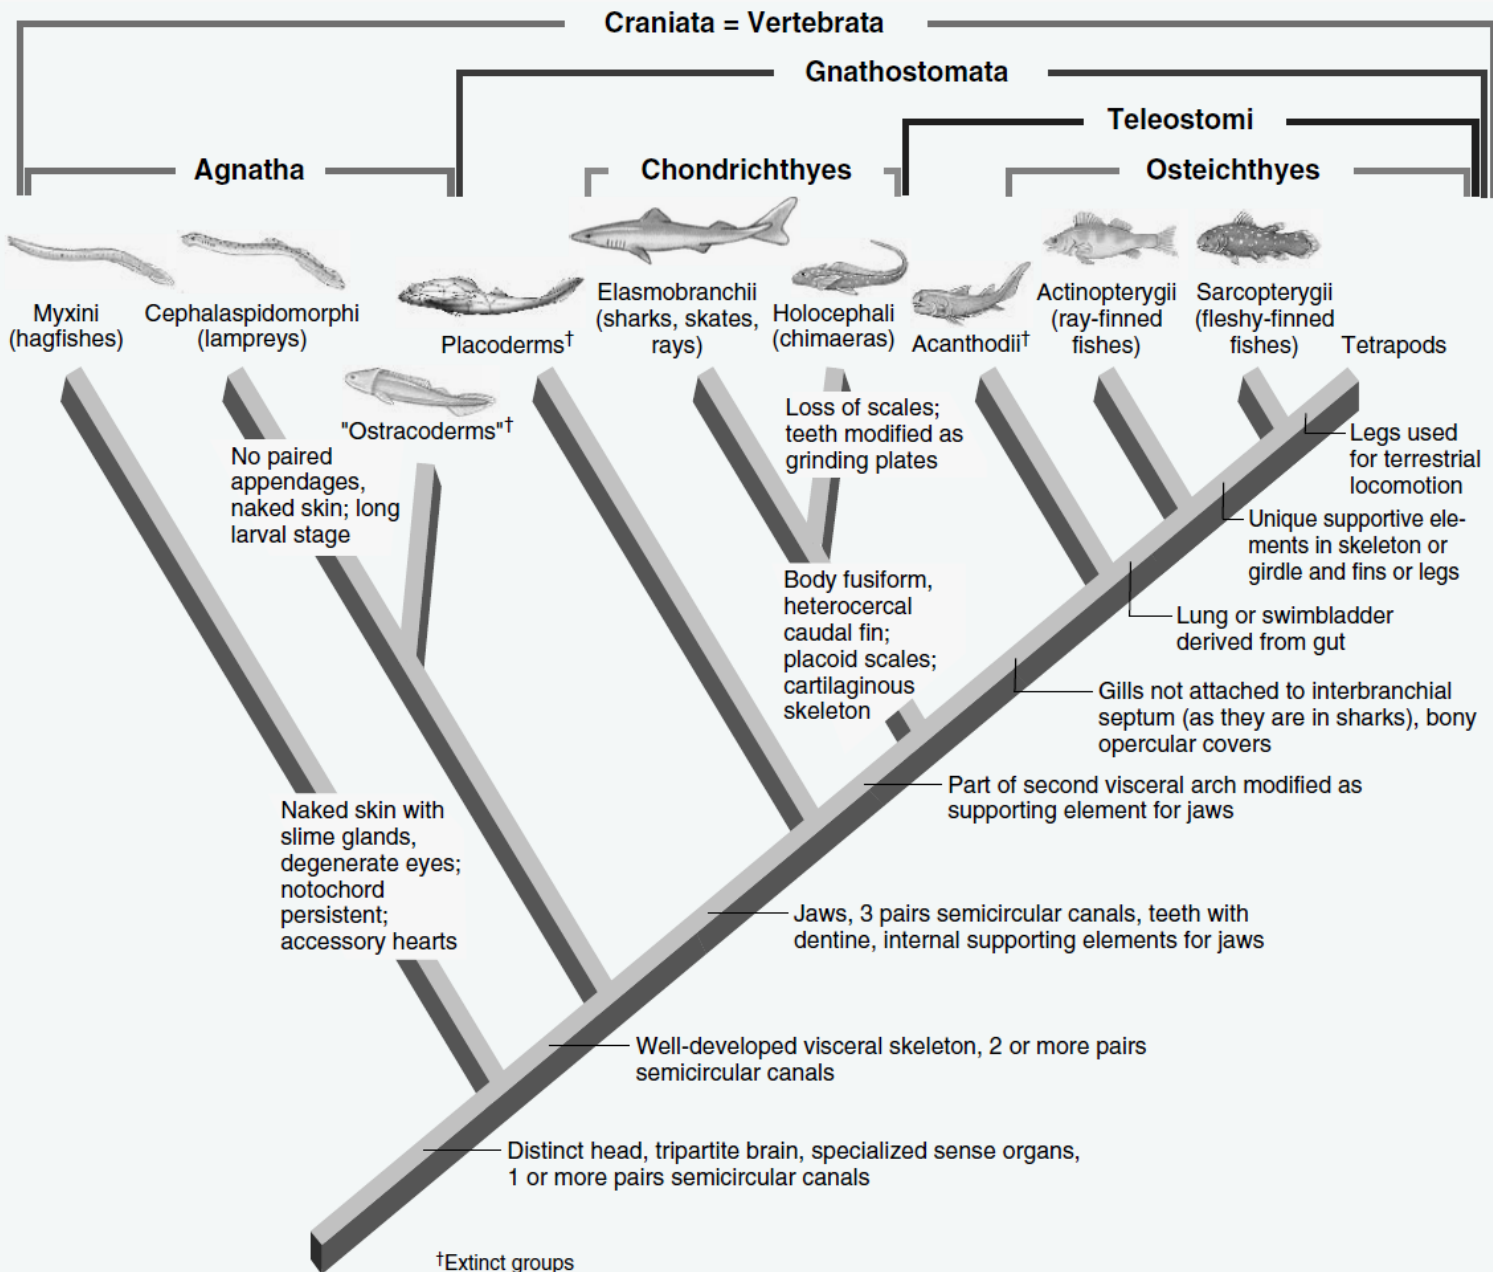 Craniata = Vertebrata
Gnathostomata
Teleostomi
Agnatha
Chondrichthyes
Osteichthyes
Myxini
(hagfishes)
Cephalaspidomorphi
(lampreys)
"Ostracoderms"†
Placoderms†
Elasmobranchii
(sharks, skates,
rays)
Holocephali
(chimaeras)
Acanthodii†
Actinopterygii
(ray-finned
fishes)
Sarcopterygii
(fleshy-finned
fishes)
Tetrapods
No paired
appendages,
naked skin; long
larval stage
Loss of scales;
teeth modified as
grinding plates
Legs used
for terrestrial
locomotion
Unique supportive ele-
ments in skeleton or
girdle and fins or legs
Body fusiform,
heterocercal
caudal fin;
placoid scales;
cartilaginous
skeleton
Lung or swimbladder
derived from gut
Gills not attached to interbranchial
septum (as they are in sharks), bony
opercular covers
Part of second visceral arch modified as
supporting element for jaws
Naked skin with
slime glands,
degenerate eyes;
notochord
persistent;
accessory hearts
Jaws, 3 pairs semicircular canals, teeth with
dentine, internal supporting elements for jaws
Well-developed visceral skeleton, 2 or more pairs
semicircular canals
Distinct head, tripartite brain, specialized sense organs,
1 or more pairs semicircular canals
†Extinct groups